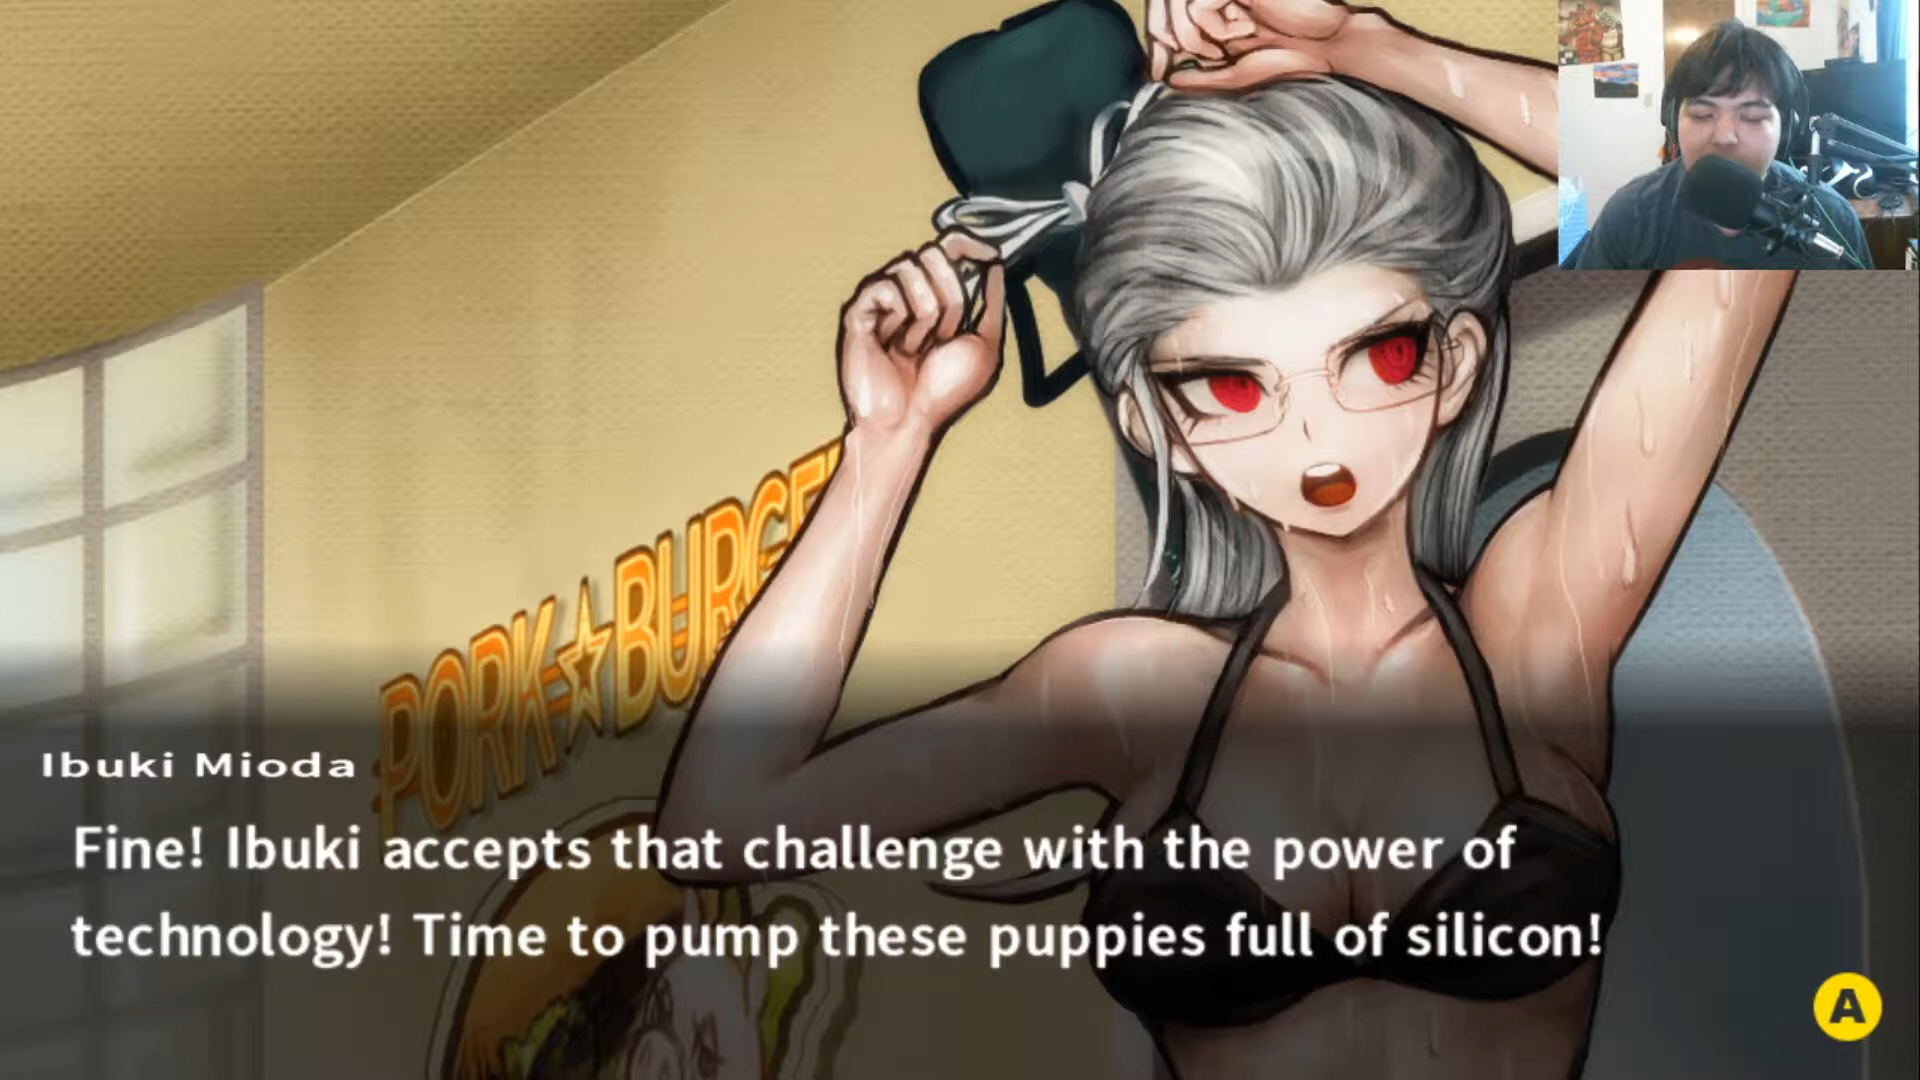 PORK☆BURGER
Ibuki Mioda
Fine! Ibuki accepts that challenge with the power of
technology! Time to pump these puppies full of silicon!
A